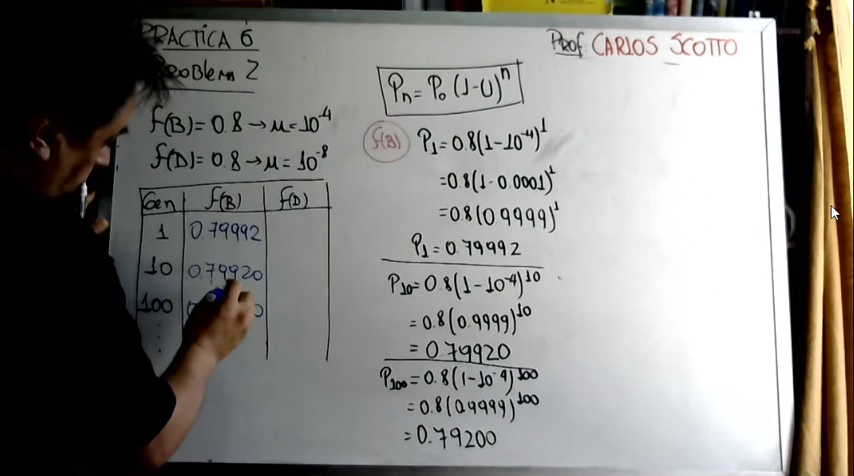 PRACTICA 6
PROBLEMA 2
Prof. CARLOS SCOTTO
Pn = P₀ (1-U)ⁿ
f(B) = 0.8 → μ = 10⁻⁴
f(D) = 0.8 → μ = 10⁻⁸
Gen f(B) f(D)
1 0.79992
10 0.79920
100
f(B) P₁ = 0.8(1-10⁻⁴)¹
= 0.8(1-0.0001)¹
= 0.8(0.9999)¹
P₁ = 0.79992
P₁₀ = 0.8(1-10⁻⁴)¹⁰
= 0.8(0.9999)¹⁰
= 0.79920
P₁₀₀ = 0.8(1-10⁻⁴)¹⁰⁰
= 0.8(0.9999)¹⁰⁰
= 0.79200